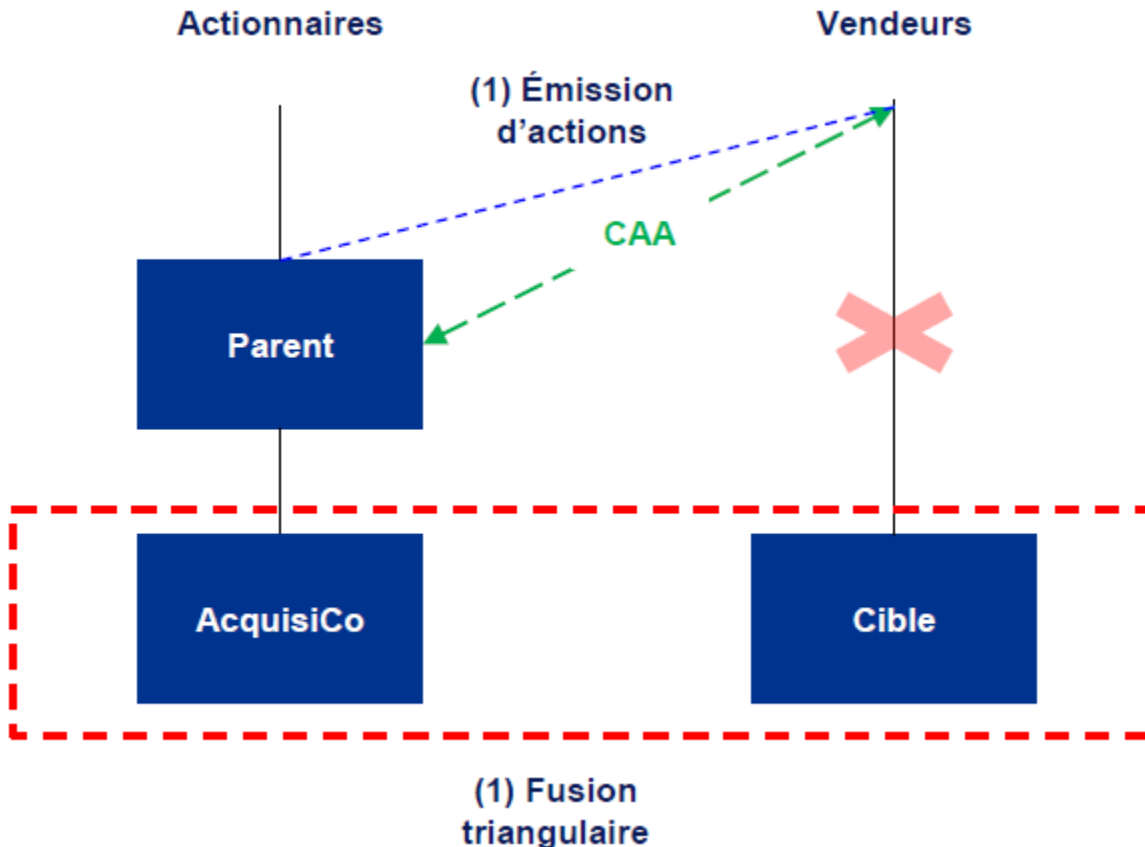 Actionnaires
Vendeurs
(1) Émission
d’actions
CAA
Parent
AcquisiCo
Cible
(1) Fusion
triangulaire